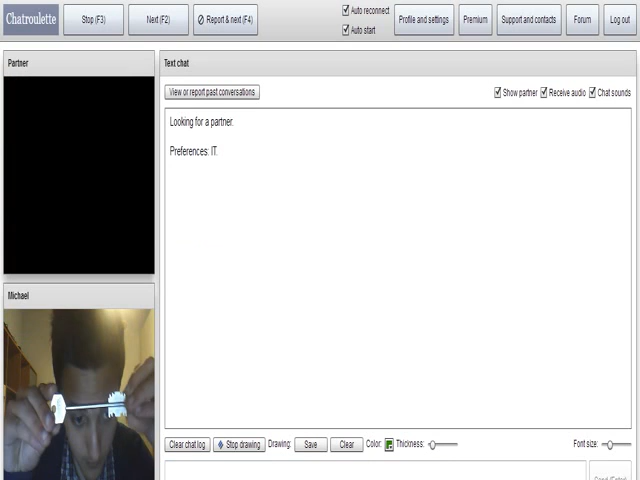 Chatroulette
Stop (F3)
Next (F2)
Report & next (F4)
Auto reconnect
Auto start
Profile and settings
Premium
Support and contacts
Forum
Log out
Partner
Text chat
View or report past conversations
Show partner
Receive audio
Chat sounds
Looking for a partner.
Preferences: IT.
Michael
Clear chat log
Stop drawing
Drawing:
Save
Clear
Color:
Thickness:
Font size: